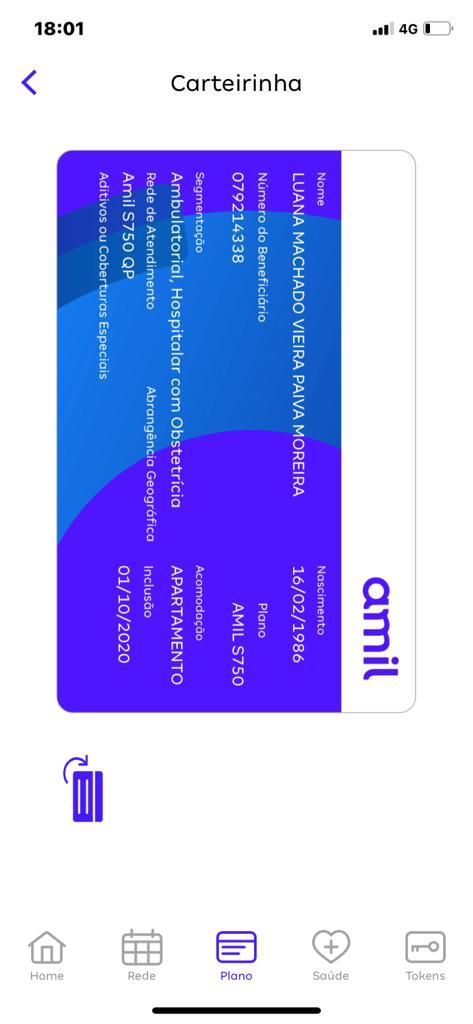 18:01
4G
Carteirinha
amil
Nome
Nascimento
LUANA MACHADO VIEIRA PAIVA MOREIRA
16/02/1986
Número do Beneficiário
Plano
079214338
AMIL S750
Segmentação
Acomodação
Ambulatorial, Hospitalar com Obstetrícia
APARTAMENTO
Rede de Atendimento
Abrangência Geográfica
Inclusão
Amil S750 QP
01/10/2020
Aditivos ou Coberturas Especiais
Home
Rede
Plano
Saúde
Tokens